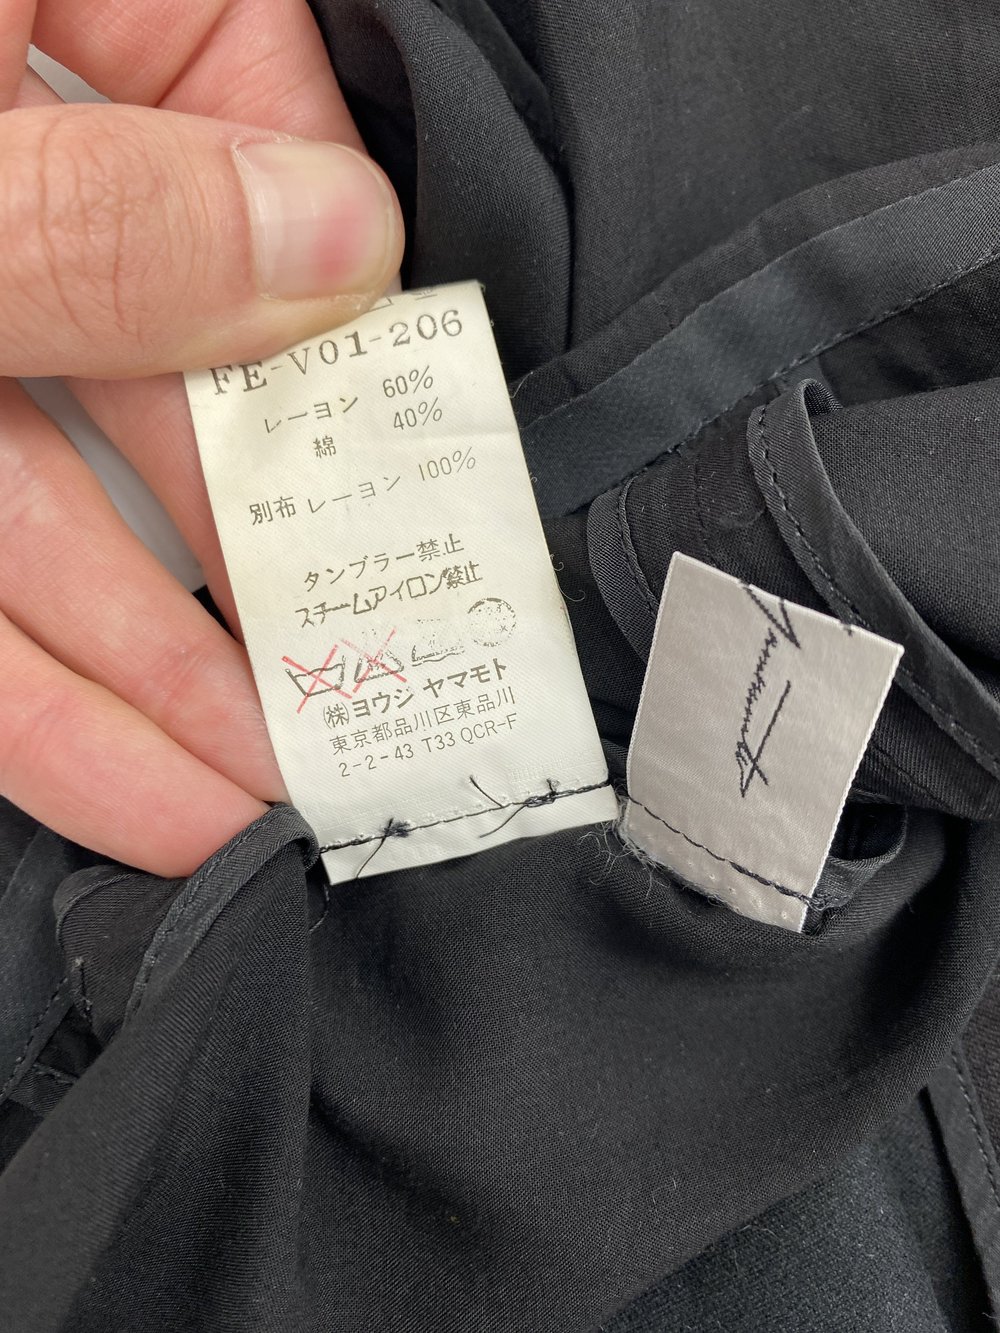 FE-V01-206
レーヨン 60%
綿 40%
別布 レーヨン 100%
タンブラー禁止
スチームアイロン禁止
㈱ヨウジ ヤマモト
東京都品川区東品川
2-2-43 T33 QCR-F
Yamamoto